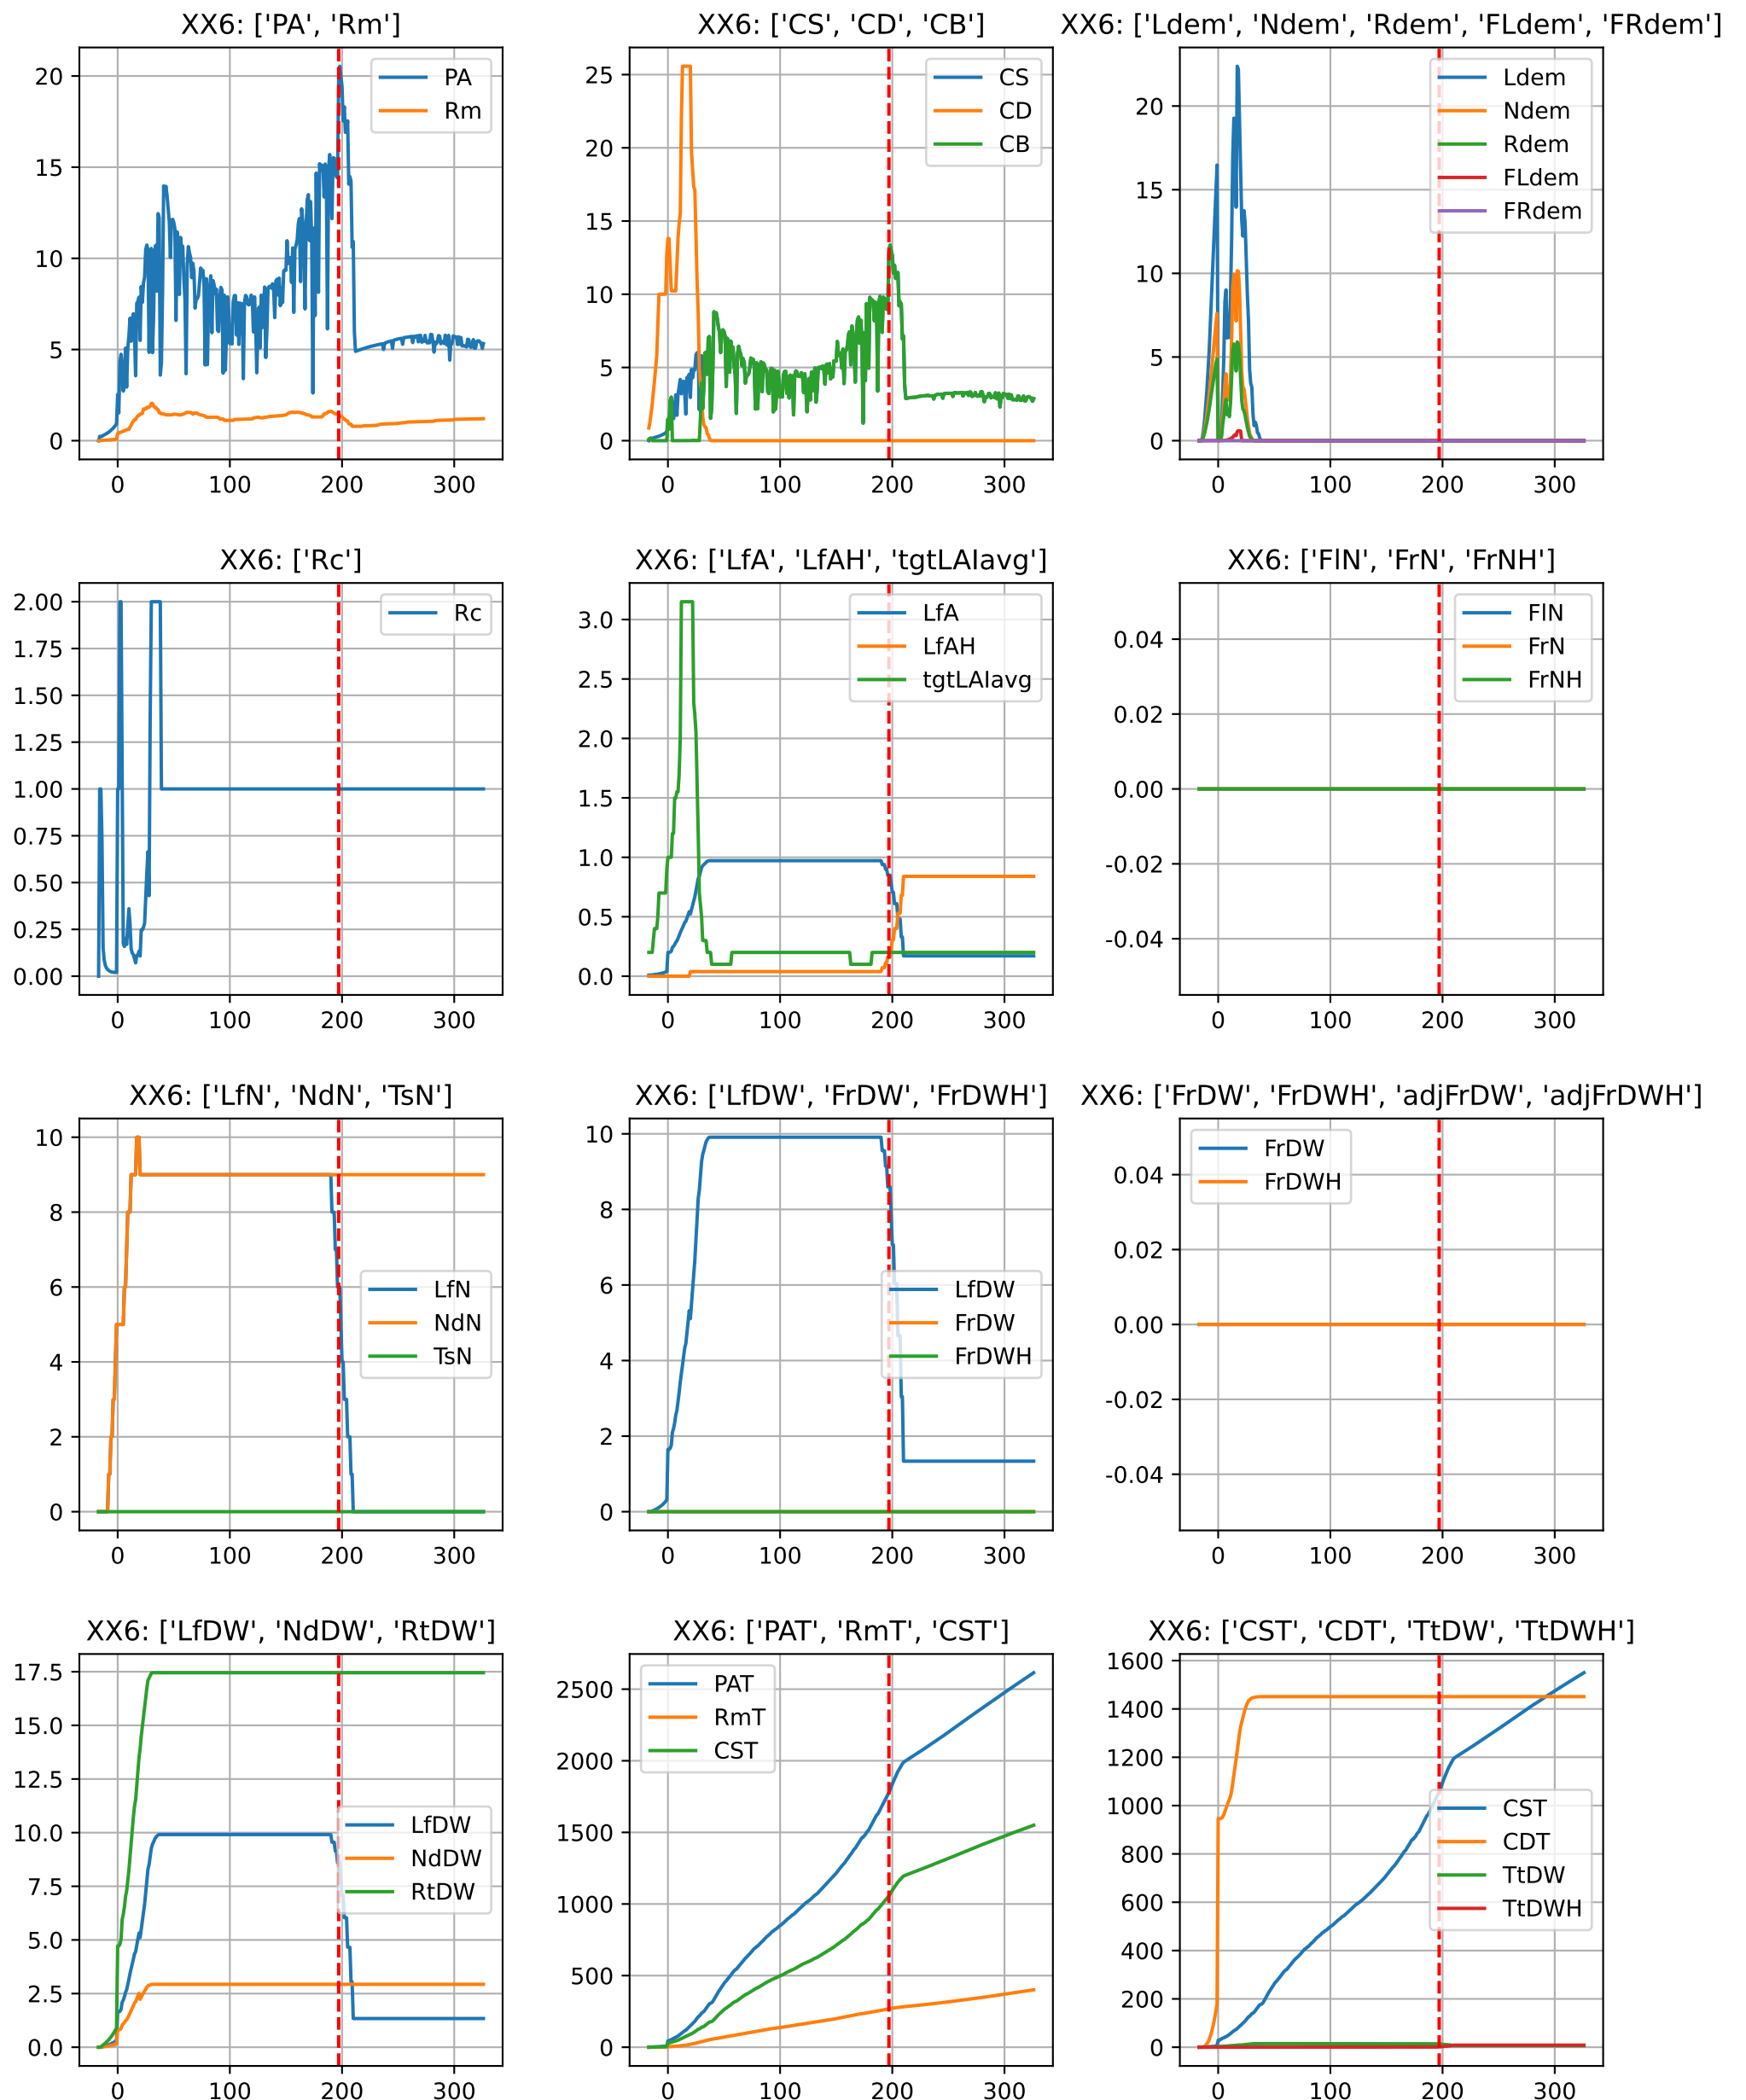 XX6: ['PA', 'Rm']
20
15
10
5
0
PA
Rm
0 100 200 300
XX6: ['CS', 'CD', 'CB']
25
20
15
10
5
0
CS
CD
CB
0 100 200 300
XX6: ['Ldem', 'Ndem', 'Rdem', 'FLdem', 'FRdem']
20
15
10
5
0
Ldem
Ndem
Rdem
FLdem
FRdem
0 100 200 300
XX6: ['Rc']
2.00
1.75
1.50
1.25
1.00
0.75
0.50
0.25
0.00
Rc
0 100 200 300
XX6: ['LfA', 'LfAH', 'tgtLAIavg']
3.0
2.5
2.0
1.5
1.0
0.5
0.0
LfA
LfAH
tgtLAIavg
0 100 200 300
XX6: ['FlN', 'FrN', 'FrNH']
0.04
0.02
0.00
-0.02
-0.04
FlN
FrN
FrNH
0 100 200 300
XX6: ['LfN', 'NdN', 'TsN']
10
8
6
4
2
0
LfN
NdN
TsN
0 100 200 300
XX6: ['LfDW', 'FrDW', 'FrDWH']
10
8
6
4
2
0
LfDW
FrDW
FrDWH
0 100 200 300
XX6: ['FrDW', 'FrDWH', 'adjFrDW', 'adjFrDWH']
0.04
0.02
0.00
-0.02
-0.04
FrDW
FrDWH
0 100 200 300
XX6: ['LfDW', 'NdDW', 'RtDW']
17.5
15.0
12.5
10.0
7.5
5.0
2.5
0.0
LfDW
NdDW
RtDW
0 100 200 300
XX6: ['PAT', 'RmT', 'CST']
2500
2000
1500
1000
500
0
PAT
RmT
CST
0 100 200 300
XX6: ['CST', 'CDT', 'TtDW', 'TtDWH']
1600
1400
1200
1000
800
600
400
200
0
CST
CDT
TtDW
TtDWH
0 100 200 300